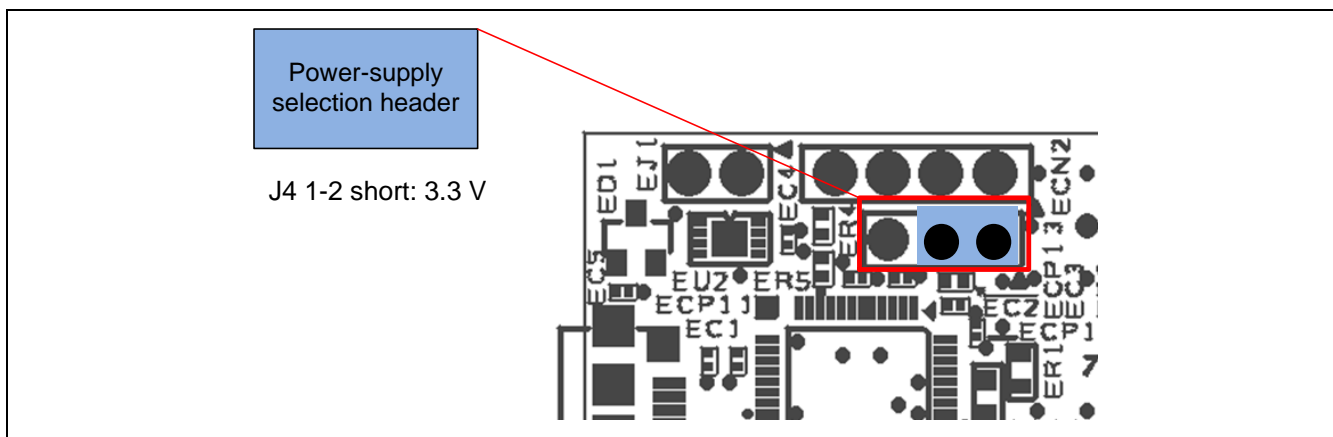 Power-supply
selection header
J4 1-2 short: 3.3 V
ED1
EJ1
EC4
ECN2
ER4
ECP13
EC3
EC5
EU2
ER5
ECP11
EC2
EC1
ECP1
ER1
7